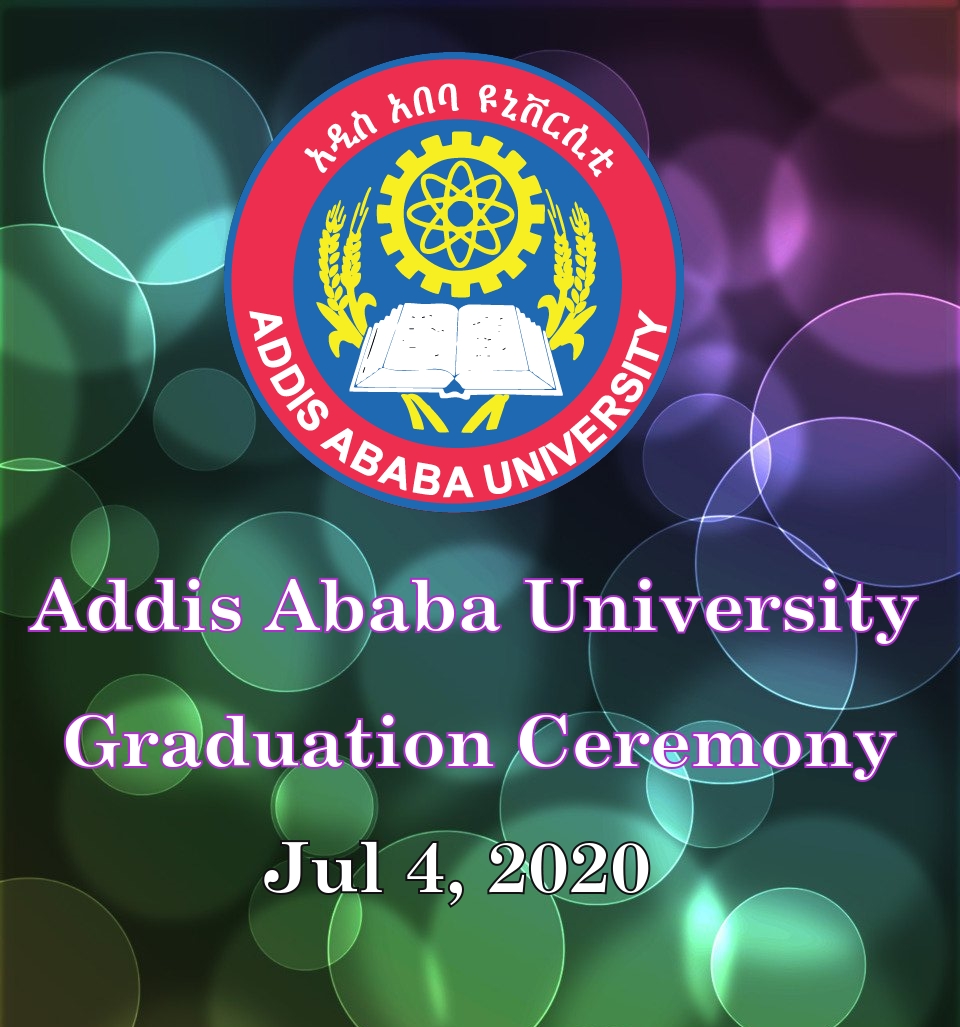 አዲስ አበባ ዩኒቨርሲቲ
ADDIS ABABA UNIVERSITY
Addis Ababa University
Graduation Ceremony
Jul 4, 2020